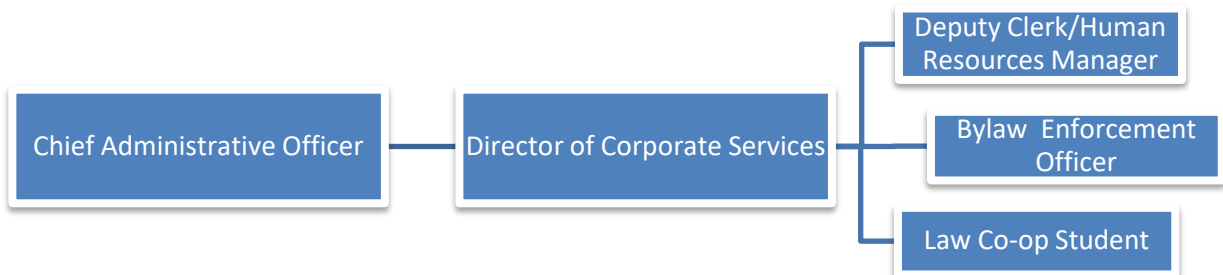 Chief Administrative Officer
Director of Corporate Services
Deputy Clerk/Human
Resources Manager
Bylaw Enforcement
Officer
Law Co-op Student